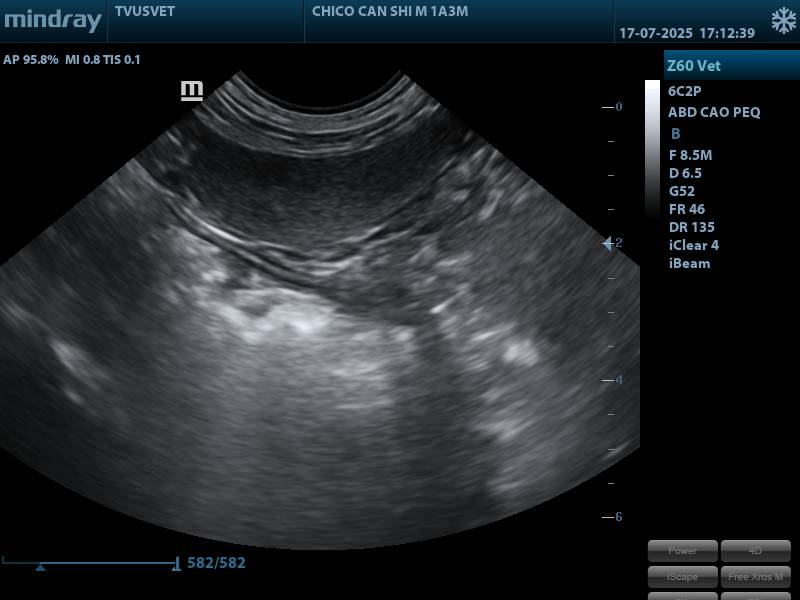 mindray
TVUSVET
CHICO CAN SHI M 1A3M
17-07-2025 17:12:39
AP 95.8% MI 0.8 TIS 0.1
m
Z60 Vet
6C2P
ABD CAO PEQ
B
F 8.5M
D 6.5
G52
FR 46
DR 135
iClear 4
iBeam
0
2
4
6
582/582
Power
4D
iScape
Free Xros M